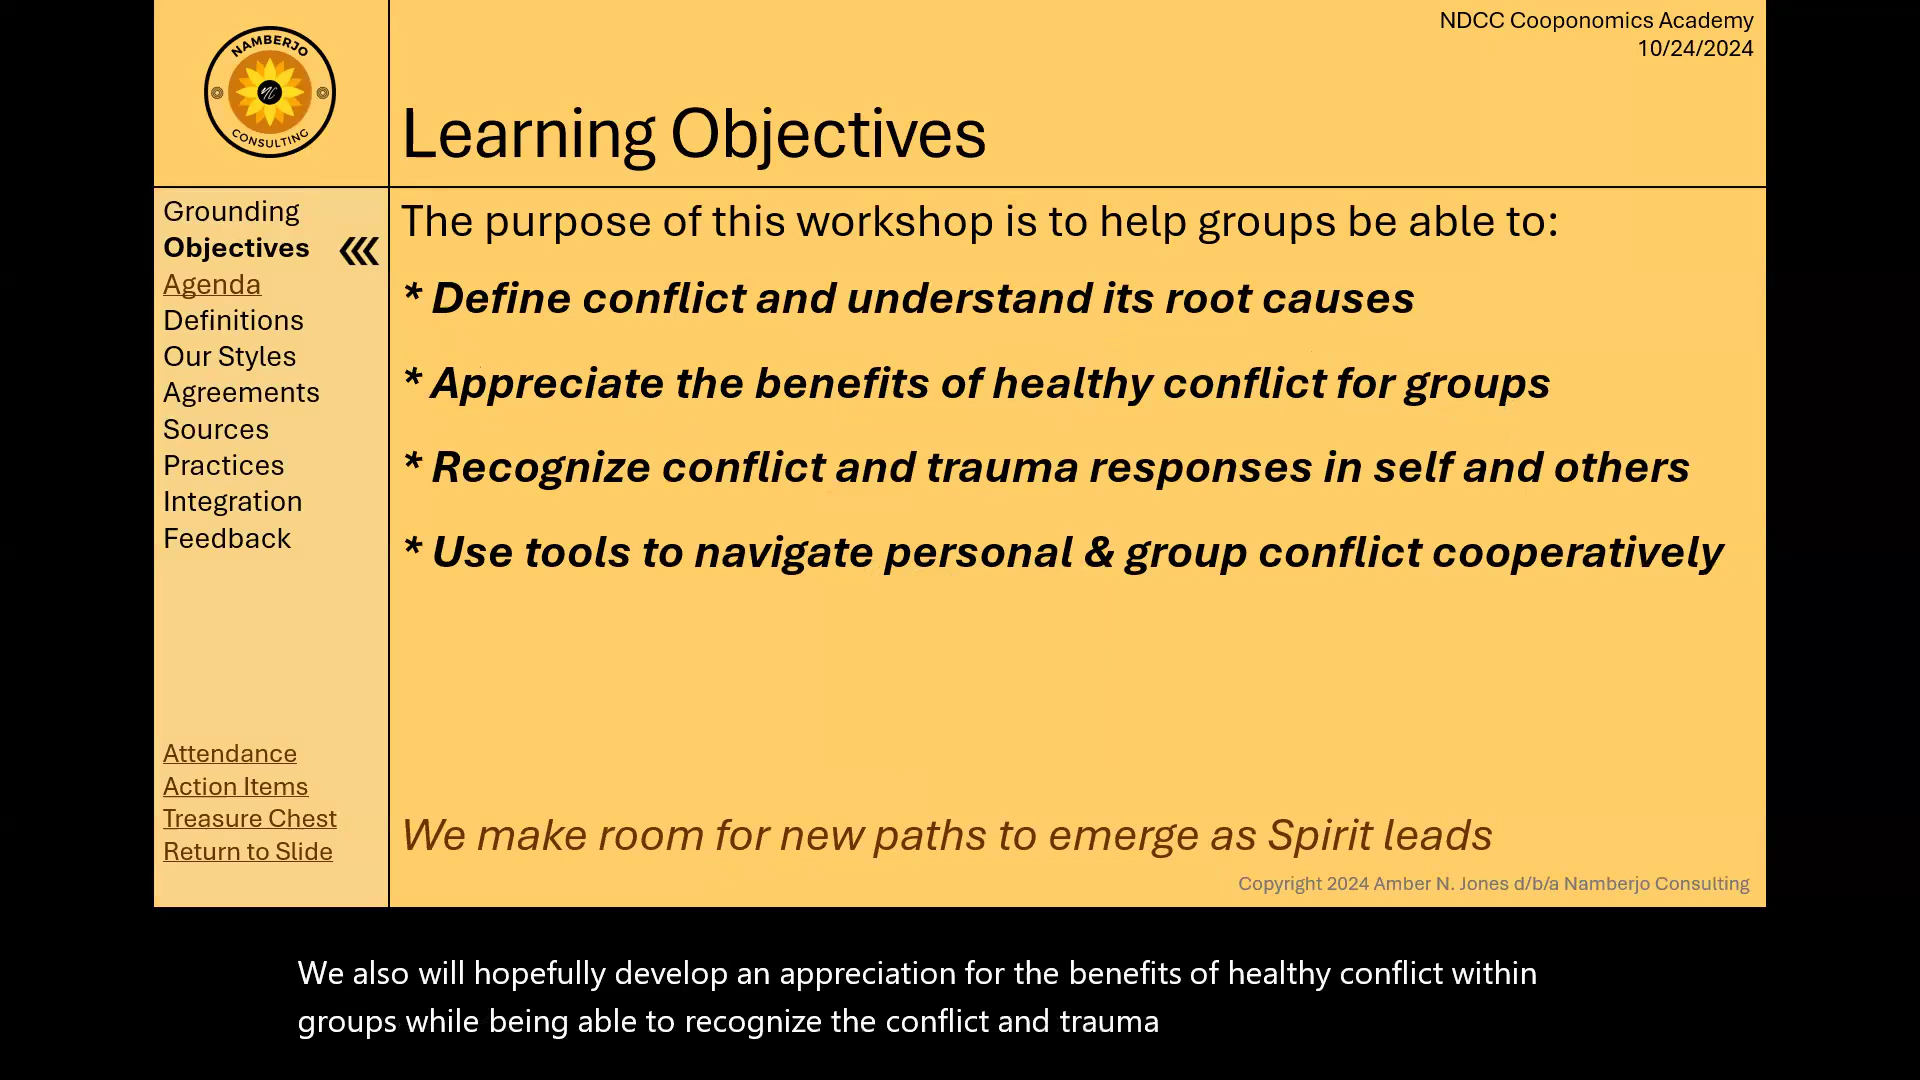 NAMBERJO
NC
CONSULTING
NDCC Cooponomics Academy
10/24/2024
Learning Objectives
Grounding
Objectives
Agenda
Definitions
Our Styles
Agreements
Sources
Practices
Integration
Feedback
Attendance
Action Items
Treasure Chest
Return to Slide
The purpose of this workshop is to help groups be able to:
* Define conflict and understand its root causes
* Appreciate the benefits of healthy conflict for groups
* Recognize conflict and trauma responses in self and others
* Use tools to navigate personal & group conflict cooperatively
We make room for new paths to emerge as Spirit leads
Copyright 2024 Amber N. Jones d/b/a Namberjo Consulting
We also will hopefully develop an appreciation for the benefits of healthy conflict within
groups while being able to recognize the conflict and trauma